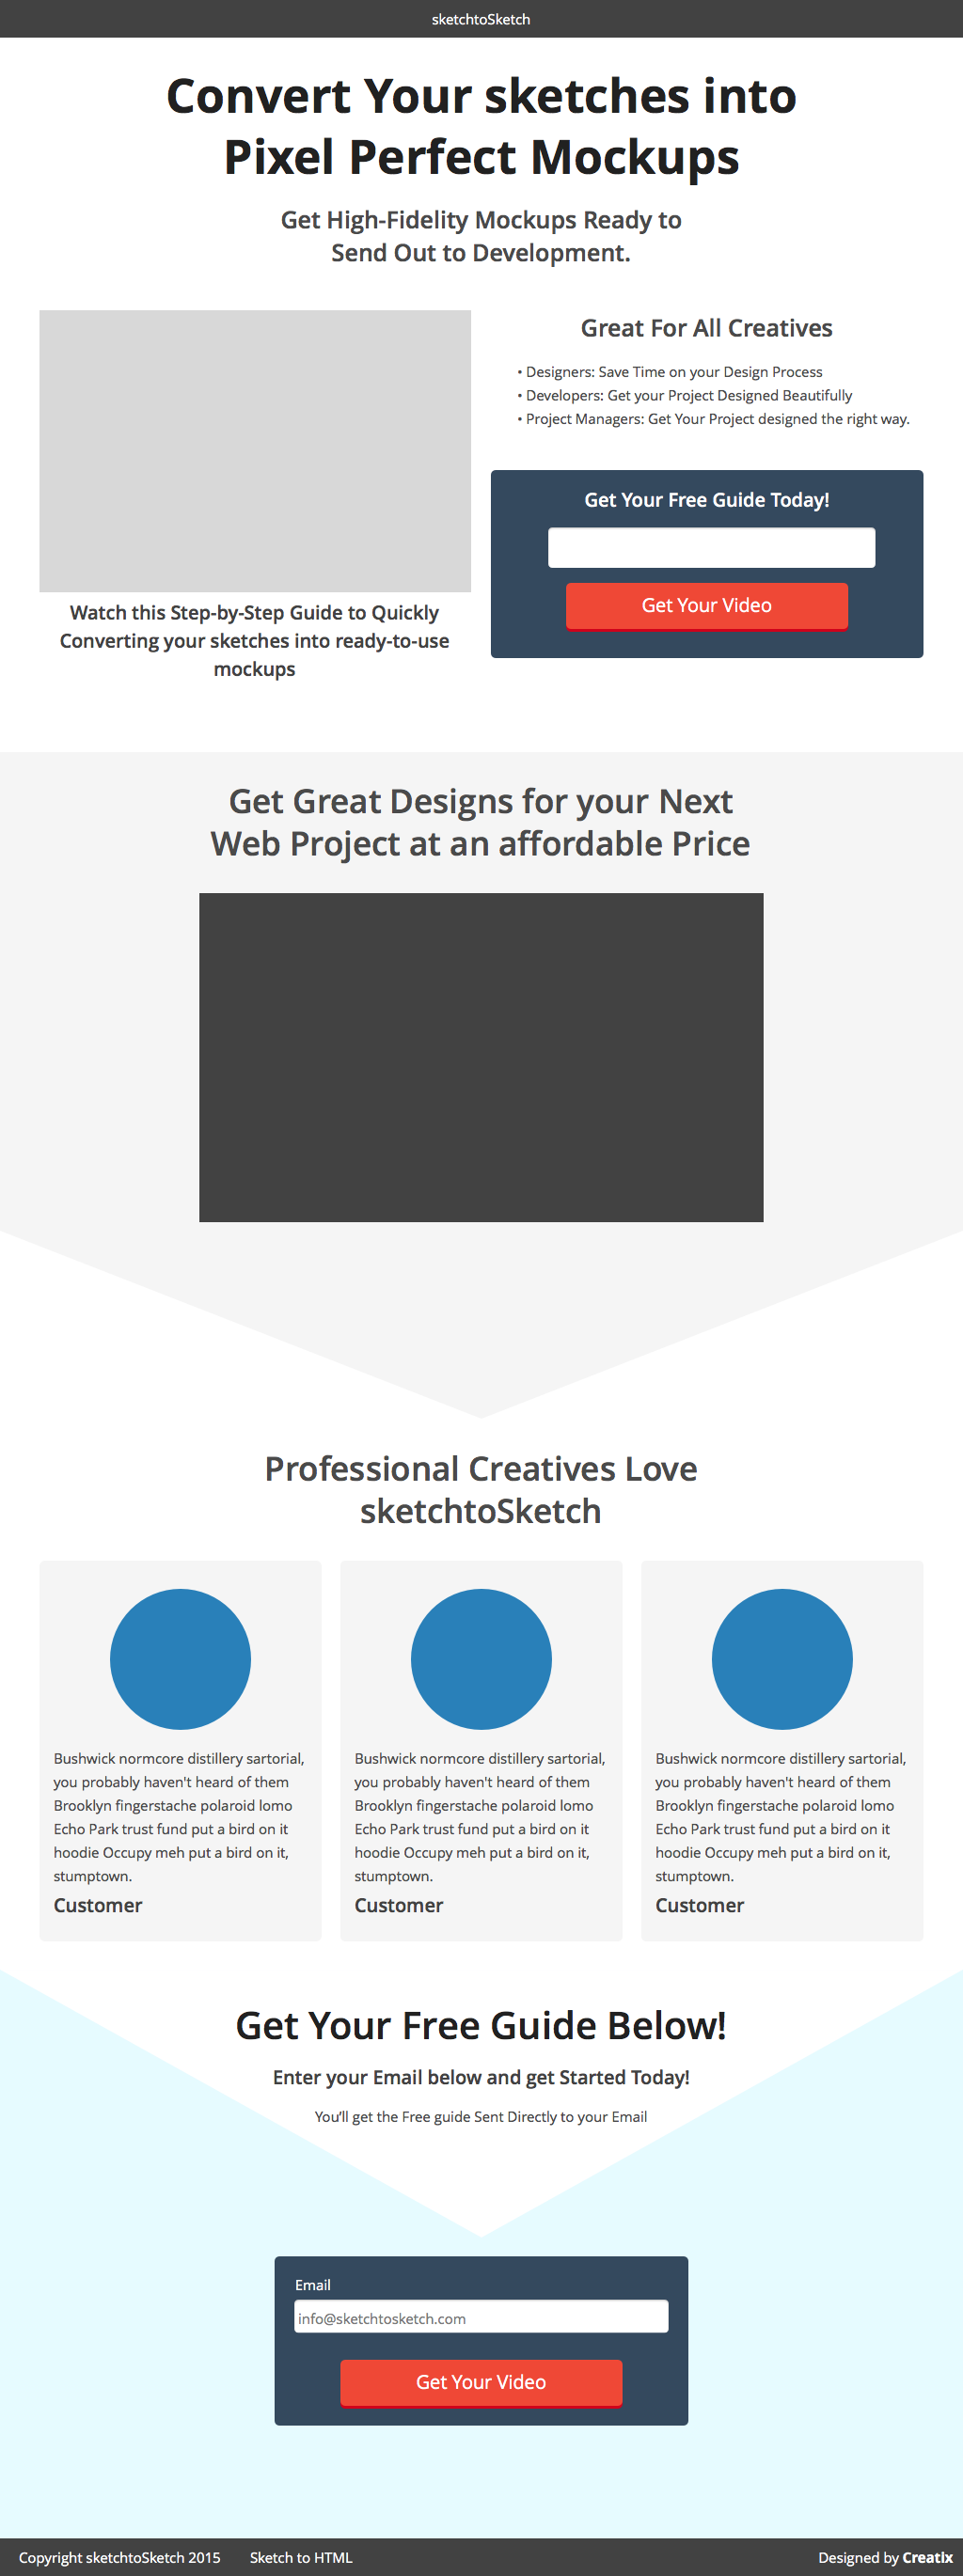 sketchtoSketch
Convert Your sketches into
Pixel Perfect Mockups
Get High-Fidelity Mockups Ready to
Send Out to Development.
Great For All Creatives
• Designers: Save Time on your Design Process
• Developers: Get your Project Designed Beautifully
• Project Managers: Get Your Project designed the right way.
Get Your Free Guide Today!
Get Your Video
Watch this Step-by-Step Guide to Quickly
Converting your sketches into ready-to-use
mockups
Get Great Designs for your Next
Web Project at an affordable Price
Professional Creatives Love
sketchtoSketch
Bushwick normcore distillery sartorial,
you probably haven't heard of them
Brooklyn fingerstache polaroid lomo
Echo Park trust fund put a bird on it
hoodie Occupy meh put a bird on it,
stumptown.
Customer
Bushwick normcore distillery sartorial,
you probably haven't heard of them
Brooklyn fingerstache polaroid lomo
Echo Park trust fund put a bird on it
hoodie Occupy meh put a bird on it,
stumptown.
Customer
Bushwick normcore distillery sartorial,
you probably haven't heard of them
Brooklyn fingerstache polaroid lomo
Echo Park trust fund put a bird on it
hoodie Occupy meh put a bird on it,
stumptown.
Customer
Get Your Free Guide Below!
Enter your Email below and get Started Today!
You’ll get the Free guide Sent Directly to your Email
Email
info@sketchtosketch.com
Get Your Video
Copyright sketchtoSketch 2015 Sketch to HTML Designed by Creatix